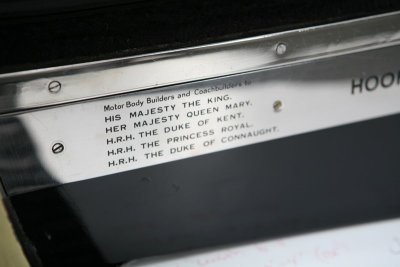 Motor Body Builders and Coachbuilders to
HIS MAJESTY THE KING.
HER MAJESTY QUEEN MARY.
H.R.H. THE DUKE OF KENT.
H.R.H. THE PRINCESS ROYAL.
H.R.H. THE DUKE OF CONNAUGHT.
HOO